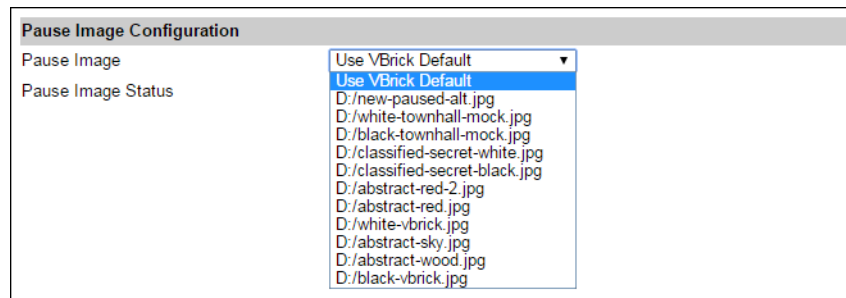 Pause Image Configuration
Pause Image Use VBrick Default ▼
Use VBrick Default
Pause Image Status
D:/new-paused-alt.jpg
D:/white-townhall-mock.jpg
D:/black-townhall-mock.jpg
D:/classified-secret-white.jpg
D:/classified-secret-black.jpg
D:/abstract-red-2.jpg
D:/abstract-red.jpg
D:/white-vbrick.jpg
D:/abstract-sky.jpg
D:/abstract-wood.jpg
D:/black-vbrick.jpg